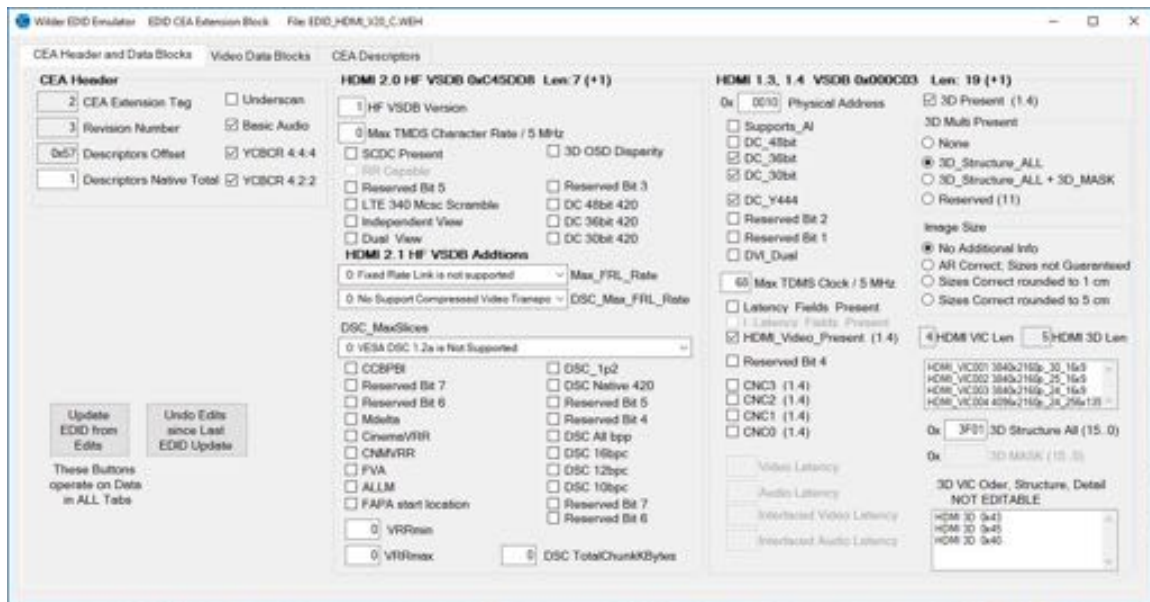 Wilder EDID Emulator EDID CEA Extension Block File: EDID_HDMI_V20_C.WEH
CEA Header and Data Blocks Video Data Blocks CEA Descriptors
CEA Header
2 CEA Extension Tag Underscan
3 Revision Number Basic Audio
0x57 Descriptors Offset YCBCR 4:4:4
1 Descriptors Native Total YCBCR 4:2:2
Update EDID from Edits
Undo Edits since Last EDID Update
These Buttons
operate on Data
in ALL Tabs
HDMI 2.0 HF VSDB 0xC45DD8 Len: 7 (+1)
1 HF VSDB Version
0 Max TMDS Character Rate / 5 MHz
SCDC Present 3D OSD Disparity
RR Capable
Reserved Bit 5 Reserved Bit 3
LTE 340 Mcsc Scramble DC 48bit 420
Independent View DC 36bit 420
Dual View DC 30bit 420
HDMI 2.1 HF VSDB Addtions
0: Fixed Rate Link is not supported Max_FRL_Rate
0: No Support Compressed Video Transpo DSC_Max_FRL_Rate
DSC_MaxSlices
0: VESA DSC 1.2a is Not Supported
CCBPBI DSC_1p2
Reserved Bit 7 DSC Native 420
Reserved Bit 6 Reserved Bit 5
Mdelta Reserved Bit 4
CinemaVRR DSC All bpp
CNMVRR DSC 16bpc
FVA DSC 12bpc
ALLM DSC 10bpc
FAPA start location Reserved Bit 7
Reserved Bit 6
0 VRRmin
0 VRRmax 0 DSC TotalChunkKBytes
HDMI 1.3, 1.4 VSDB 0x000C03 Len: 19 (+1)
0x 0010 Physical Address
Supports_AI
DC_48bit
DC_36bit
DC_30bit
DC_Y444
Reserved Bit 2
Reserved Bit 1
DVI_Dual
60 Max TDMS Clock / 5 MHz
Latency Fields Present
I_Latency Fields Present
HDMI_Video_Present (1.4)
Reserved Bit 4
CNC3 (1.4)
CNC2 (1.4)
CNC1 (1.4)
CNC0 (1.4)
Video Latency
Audio Latency
Interlaced Video Latency
Interlaced Audio Latency
3D Present (1.4)
3D Multi Present
None
3D_Structure_ALL
3D_Structure_ALL + 3D_MASK
Reserved (11)
Image Size
No Additional Info
AR Correct; Sizes not Guaranteed
Sizes Correct rounded to 1 cm
Sizes Correct rounded to 5 cm
4 HDMI VIC Len 5 HDMI 3D Len
HDMI_VIC001 3840x2160p_30_16x9
HDMI_VIC002 3840x2160p_25_16x9
HDMI_VIC003 3840x2160p_24_16x9
HDMI_VIC004 4096x2160p_24_256x135
0x 3F01 3D Structure All (15..0)
0x 3D MASK (15..0)
3D VIC Oder, Structure, Detail
NOT EDITABLE
HDMI 3D 0x43
HDMI 3D 0x45
HDMI 3D 0x40